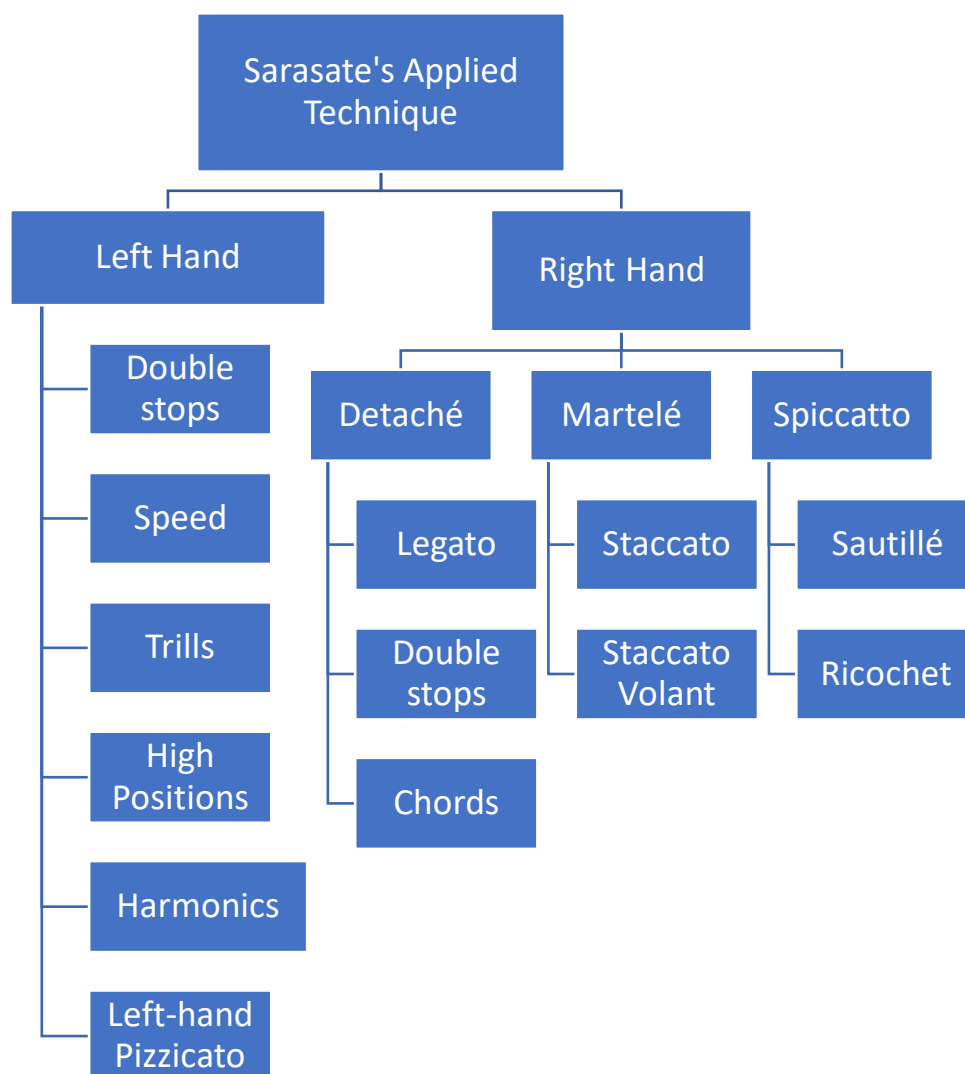 Sarasate's Applied
Technique
Left Hand
Right Hand
Double
stops
Speed
Trills
High
Positions
Harmonics
Left-hand
Pizzicato
Detaché
Legato
Double
stops
Chords
Martelé
Staccato
Staccato
Volant
Spiccatto
Sautillé
Ricochet